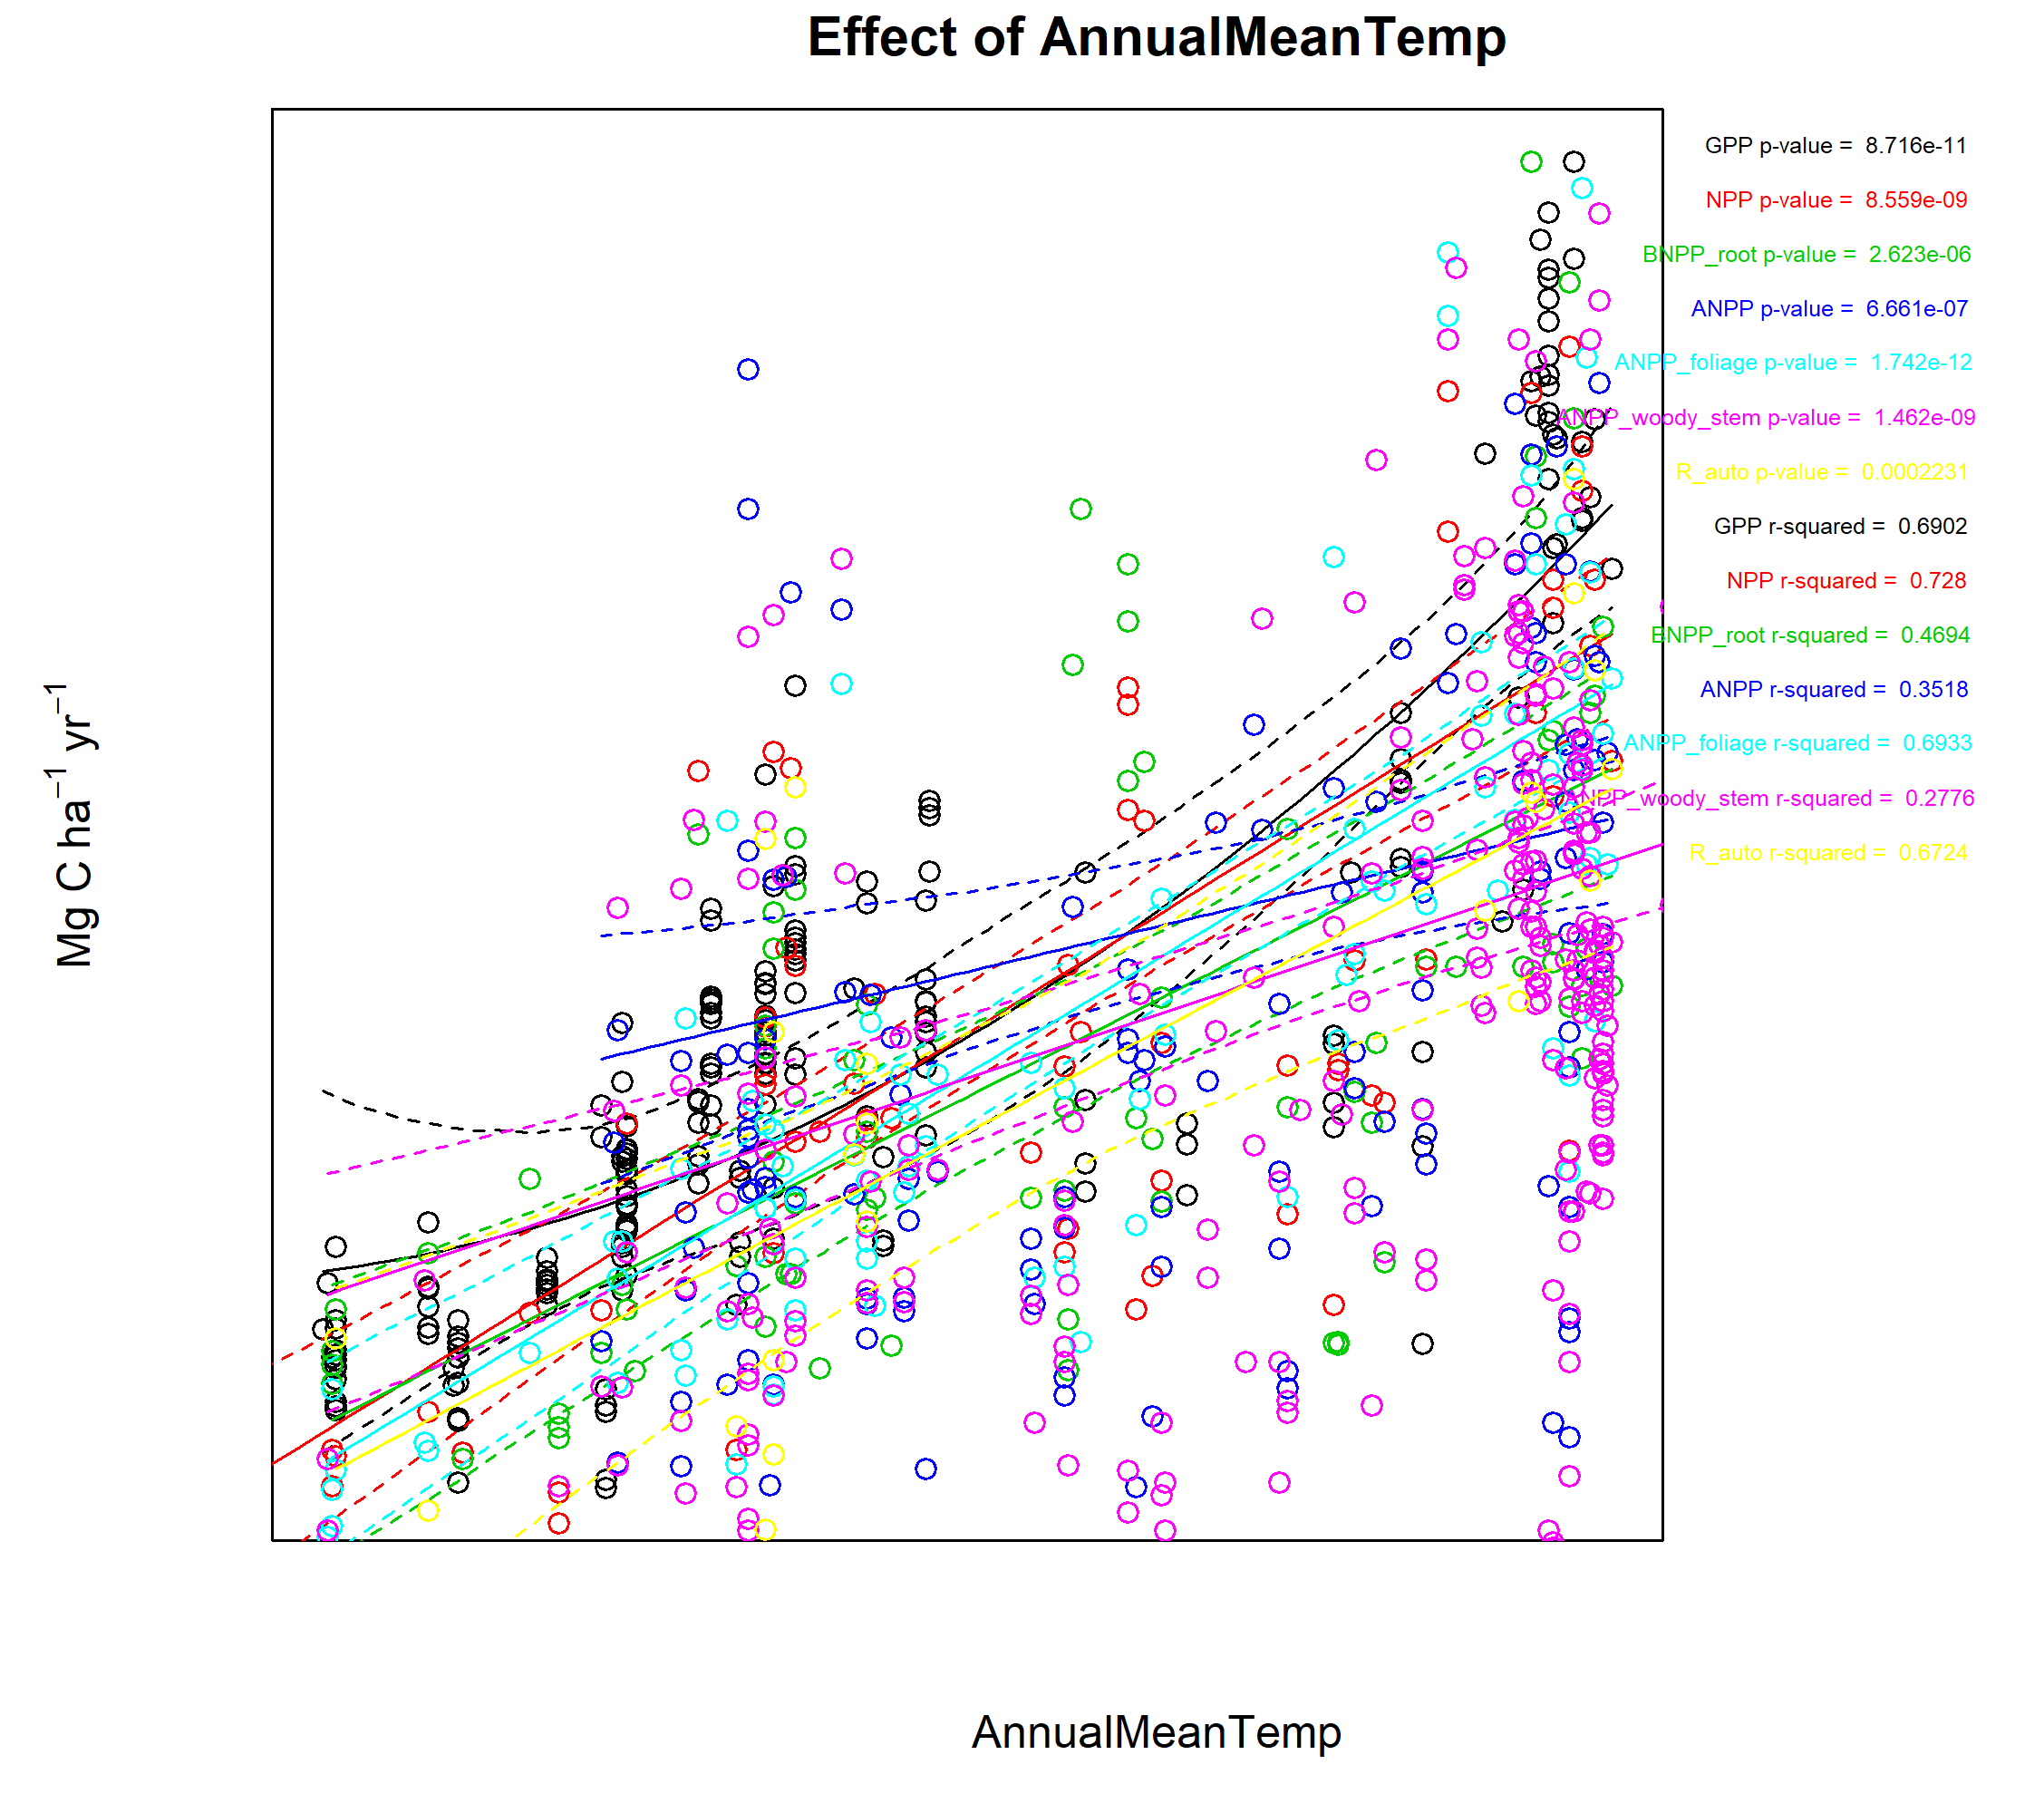 Effect of AnnualMeanTemp
GPP p-value = 8.716e-11
NPP p-value = 8.559e-09
BNPP_root p-value = 2.623e-06
ANPP p-value = 6.661e-07
ANPP_foliage p-value = 1.742e-12
ANPP_woody_stem p-value = 1.462e-09
R_auto p-value = 0.0002231
GPP r-squared = 0.6902
NPP r-squared = 0.728
BNPP_root r-squared = 0.4694
ANPP r-squared = 0.3518
ANPP_foliage r-squared = 0.6933
ANPP_woody_stem r-squared = 0.2776
R_auto r-squared = 0.6724
Mg C ha⁻¹ yr⁻¹
AnnualMeanTemp